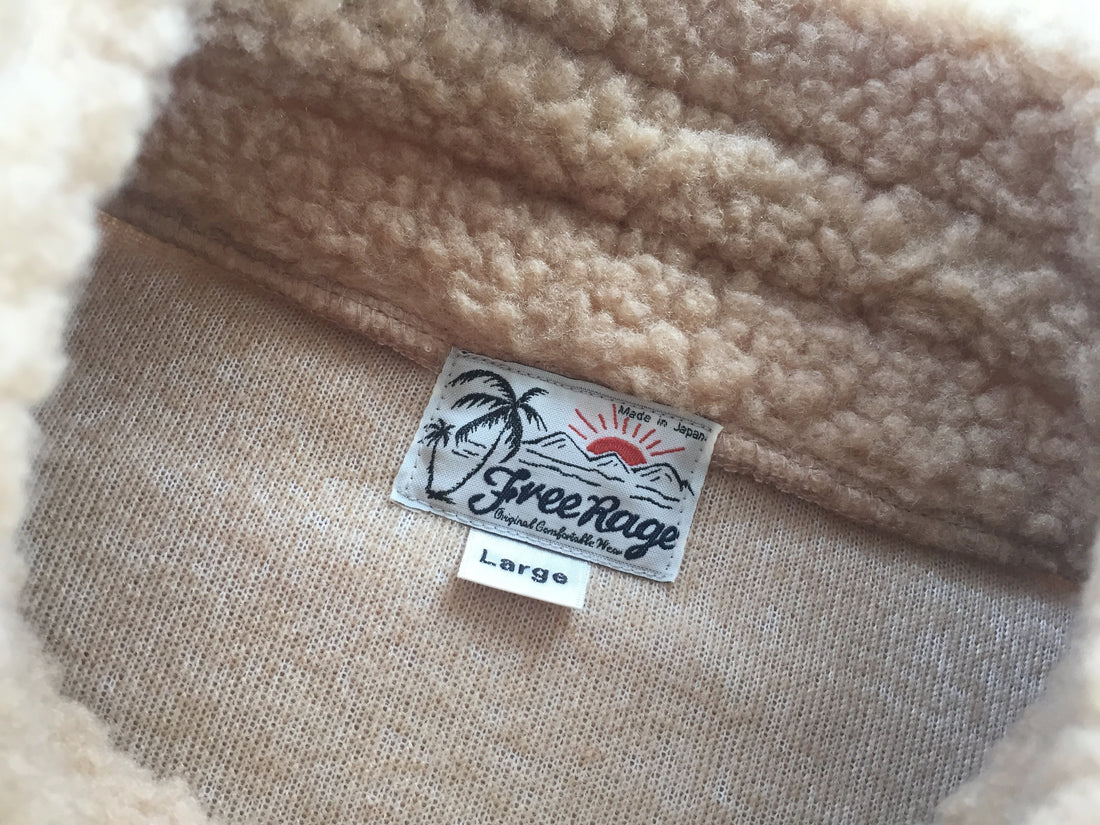 Made in Japan.
FreeRage
Original Comfortable Wear
Large